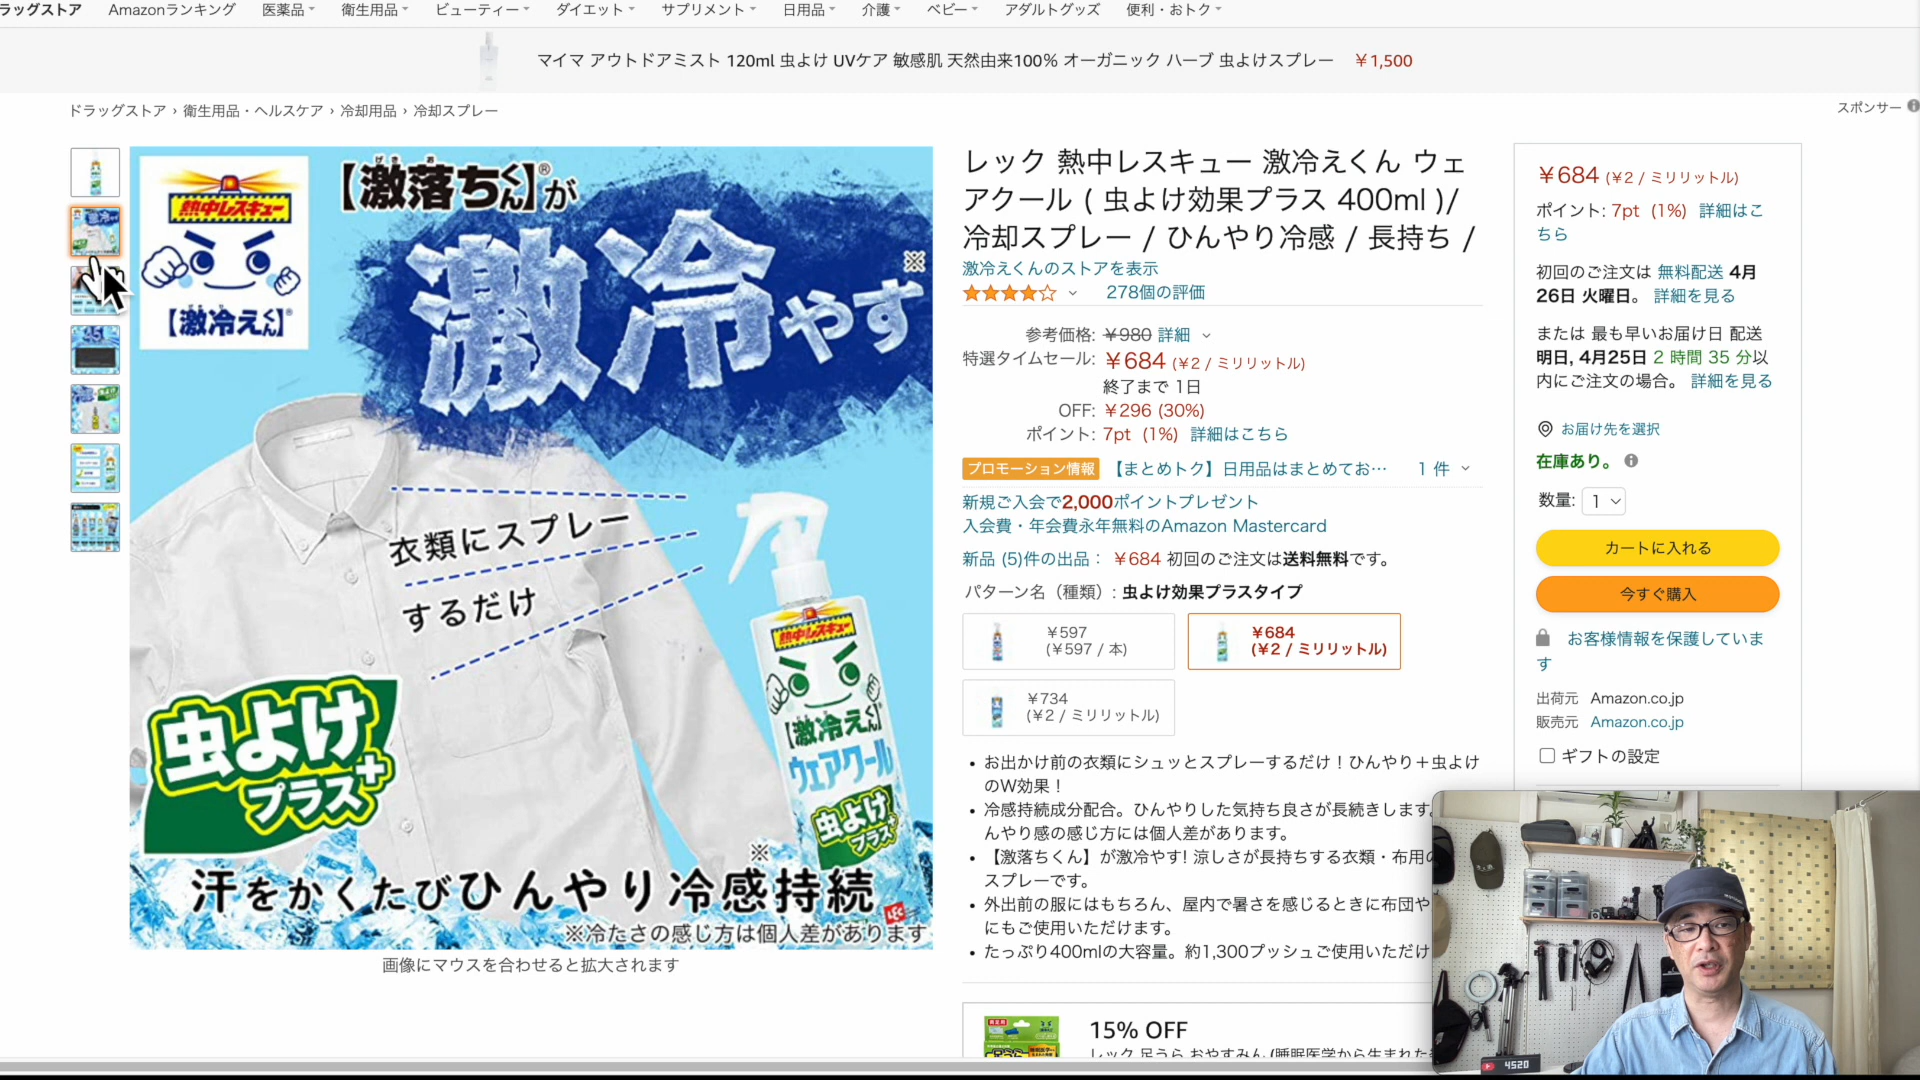 ラッグストア
Amazonランキング
医薬品
衛生用品
ビューティー
ダイエット
サプリメント
日用品
介護
ベビー
アダルトグッズ
便利・おトク
マイマ アウトドアミスト 120ml 虫よけ UVケア 敏感肌 天然由来100% オーガニック ハーブ 虫よけスプレー ￥1,500
ドラッグストア › 衛生用品・ヘルスケア › 冷却用品 › 冷却スプレー
スポンサー
熱中レスキュー
げきひ
【激冷えくん】®
げき お
【激落ちくん】®が
激冷やす※
衣類にスプレー
するだけ
熱中レスキュー
【激冷えくん】
ウェアクール
虫よけ
プラス+
虫よけ
プラス+
※
汗をかくたびひんやり冷感持続
LEC
※冷たさの感じ方は個人差があります
画像にマウスを合わせると拡大されます
レック 熱中レスキュー 激冷えくん ウェ
アクール ( 虫よけ効果プラス 400ml )/
冷却スプレー / ひんやり冷感 / 長持ち /
激冷えくんのストアを表示
278個の評価
参考価格: ￥980 詳細
特選タイムセール: ￥684 (￥2 / ミリリットル)
終了まで 1日
OFF: ￥296 (30%)
ポイント: 7pt (1%) 詳細はこちら
プロモーション情報 【まとめトク】日用品はまとめてお… 1 件
新規ご入会で2,000ポイントプレゼント
入会費・年会費永年無料のAmazon Mastercard
新品 (5)件の出品： ￥684 初回のご注文は送料無料です。
パターン名（種類）: 虫よけ効果プラスタイプ
￥597
(￥597 / 本)
￥684
(￥2 / ミリリットル)
￥734
(￥2 / ミリリットル)
• お出かけ前の衣類にシュッとスプレーするだけ！ひんやり＋虫よけ
のW効果！
• 冷感持続成分配合。ひんやりした気持ち良さが長続きします。
んやり感の感じ方には個人差があります。
• 【激落ちくん】が激冷やす! 涼しさが長持ちする衣類・布用の
スプレーです。
• 外出前の服にはもちろん、屋内で暑さを感じるときに布団や
にもご使用いただけます。
• たっぷり400mlの大容量。約1,300プッシュご使用いただけ
15% OFF
レック 足うら おやすみん (睡眠医学から生まれた
￥684 (￥2 / ミリリットル)
ポイント: 7pt (1%) 詳細はこ
ちら
初回のご注文は 無料配送 4月
26日 火曜日。 詳細を見る
または 最も早いお届け日 配送
明日, 4月25日 2 時間 35 分以
内にご注文の場合。 詳細を見る
お届け先を選択
在庫あり。
数量: 1
カートに入れる
今すぐ購入
お客様情報を保護していま
す
出荷元 Amazon.co.jp
販売元 Amazon.co.jp
ギフトの設定
4520